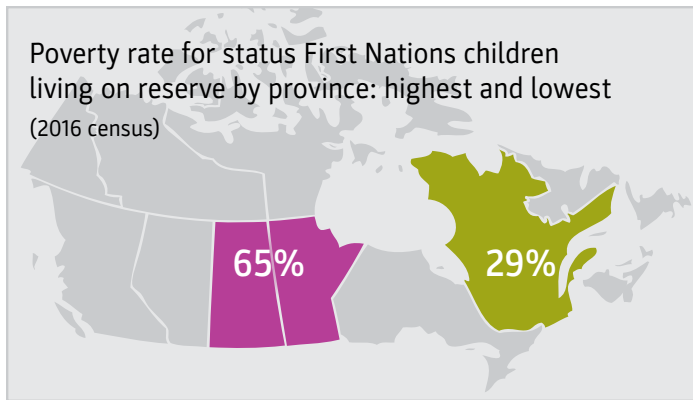 Poverty rate for status First Nations children
living on reserve by province: highest and lowest
(2016 census)
65%
29%